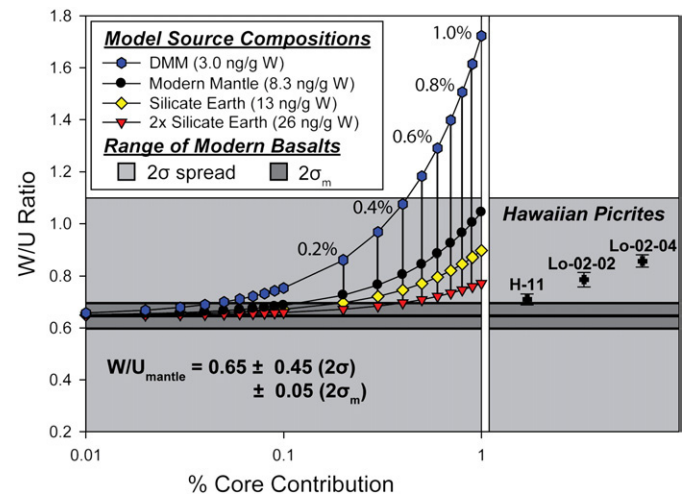 1.8
1.6
1.4
1.2
1.0
0.8
0.6
0.4
0.2
W/U Ratio
Model Source Compositions
DMM (3.0 ng/g W)
Modern Mantle (8.3 ng/g W)
Silicate Earth (13 ng/g W)
2x Silicate Earth (26 ng/g W)
Range of Modern Basalts
2σ spread 2σm
1.0%
0.8%
0.6%
0.4%
0.2%
Hawaiian Picrites
Lo-02-04
Lo-02-02
H-11
W/Umantle = 0.65 ± 0.45 (2σ)
± 0.05 (2σm)
0.01 0.1 1
% Core Contribution